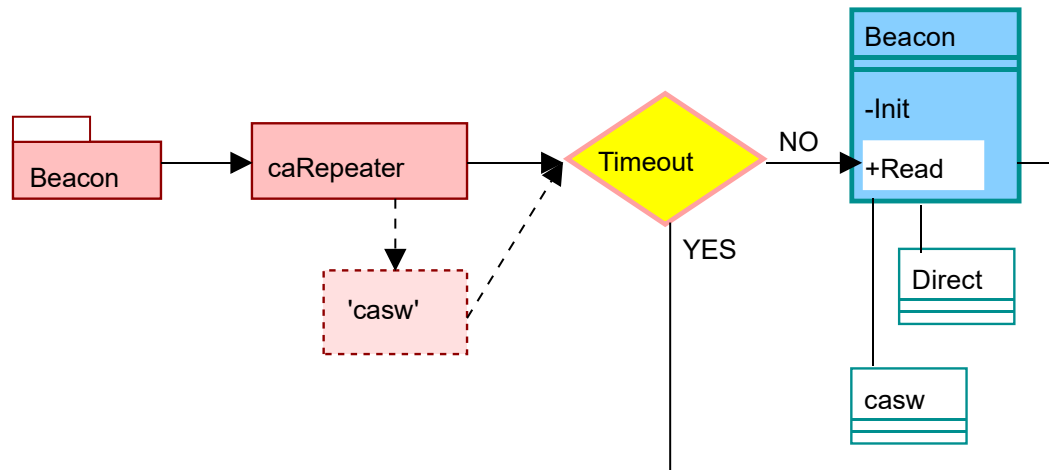 Beacon
caRepeater
'casw'
Timeout
NO
YES
Beacon
-Init
+Read
Direct
casw